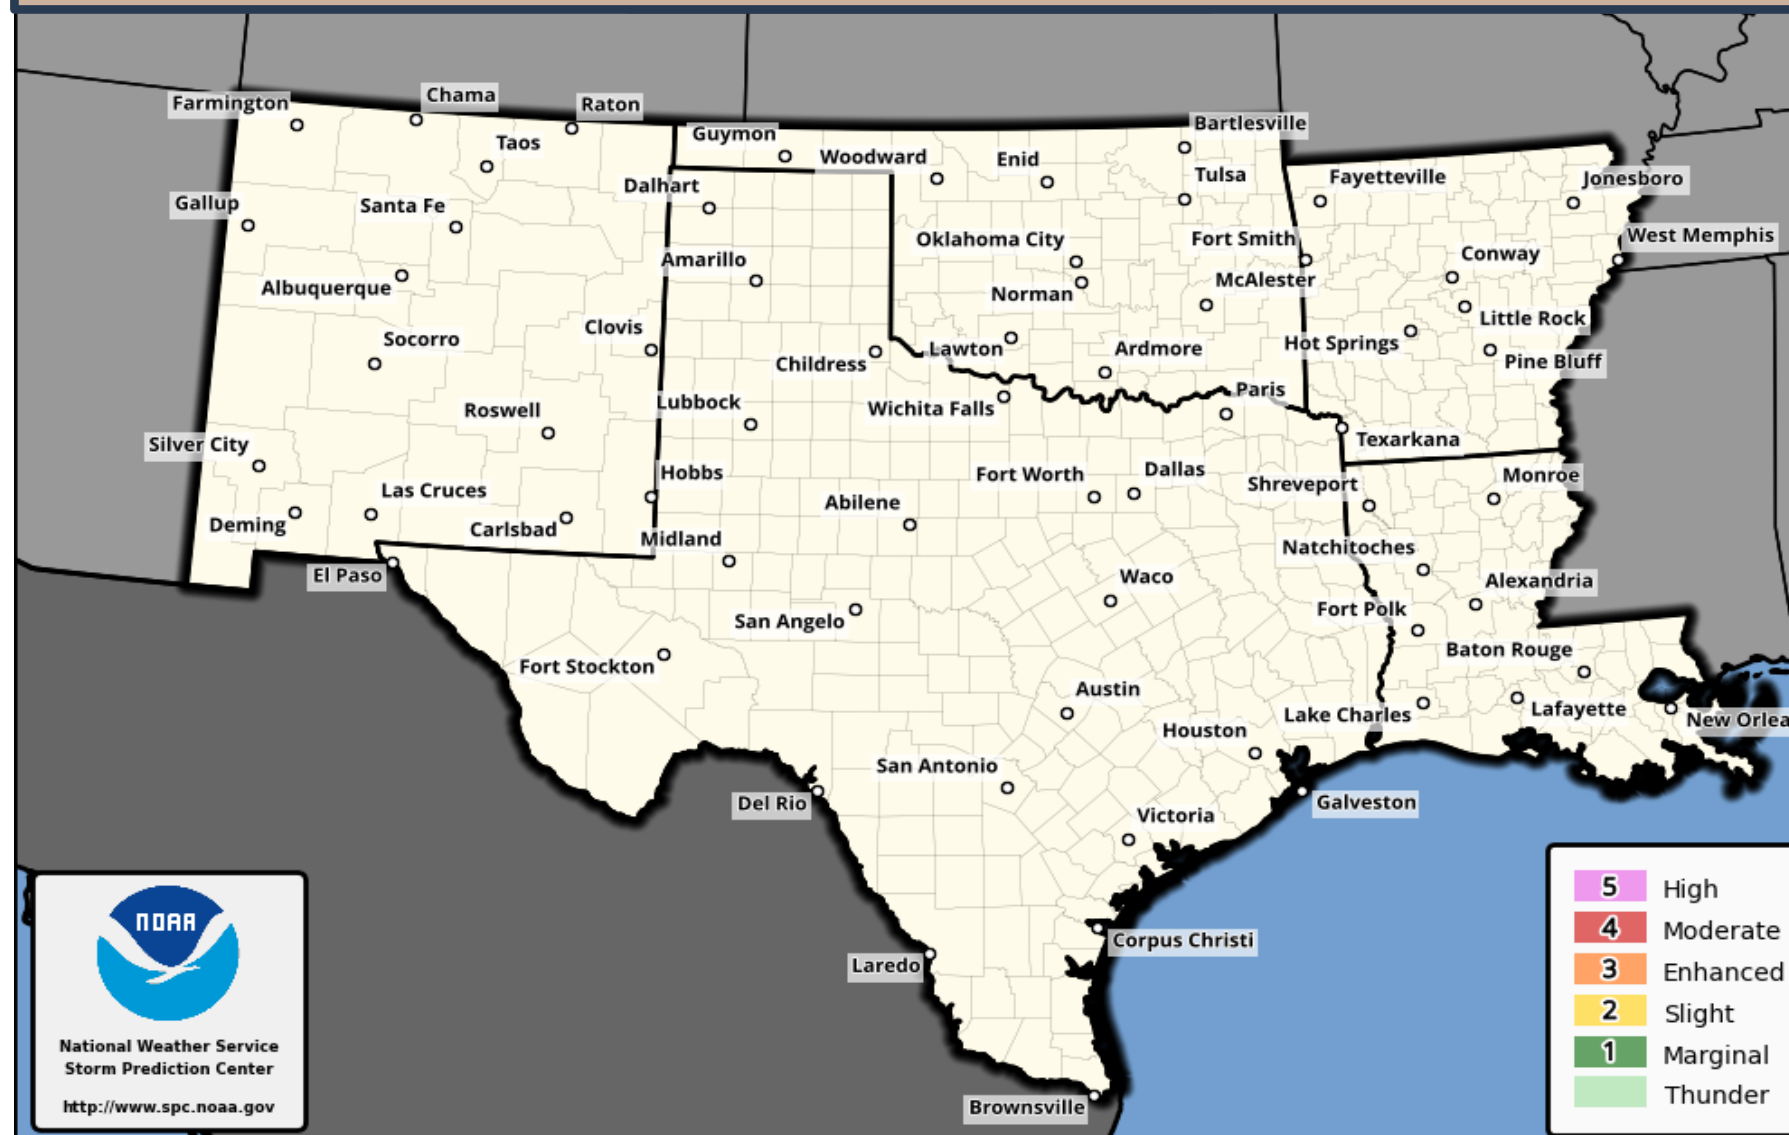 Farmington
Chama
Raton
Guymon
Bartlesville
Taos
Woodward
Enid
Tulsa
Fayetteville
Jonesboro
Gallup
Santa Fe
Dalhart
Oklahoma City
Fort Smith
Conway
West Memphis
Albuquerque
Amarillo
Norman
McAlester
Little Rock
Socorro
Clovis
Childress
Lawton
Ardmore
Hot Springs
Pine Bluff
Roswell
Lubbock
Wichita Falls
Paris
Texarkana
Silver City
Hobbs
Fort Worth
Dallas
Shreveport
Monroe
Las Cruces
Deming
Carlsbad
Midland
Abilene
Natchitoches
El Paso
Waco
Alexandria
San Angelo
Fort Polk
Fort Stockton
Baton Rouge
Austin
Lake Charles
Lafayette
New Orlea
Houston
San Antonio
Del Rio
Galveston
Victoria
Corpus Christi
Laredo
Brownsville
NOAA
National Weather Service
Storm Prediction Center
http://www.spc.noaa.gov
5 High
4 Moderate
3 Enhanced
2 Slight
1 Marginal
Thunder